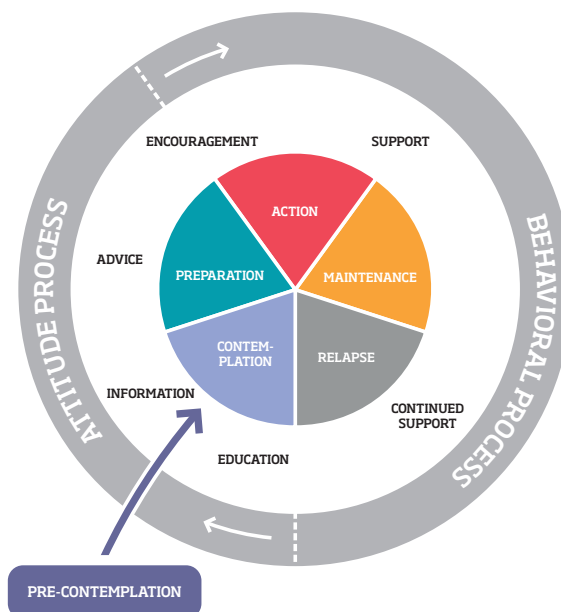 ENCOURAGEMENT
SUPPORT
ACTION
ADVICE
PREPARATION
MAINTENANCE
ATTITUDE PROCESS
BEHAVIORAL PROCESS
CONTEM-
PLATION
RELAPSE
INFORMATION
CONTINUED
SUPPORT
EDUCATION
PRE-CONTEMPLATION